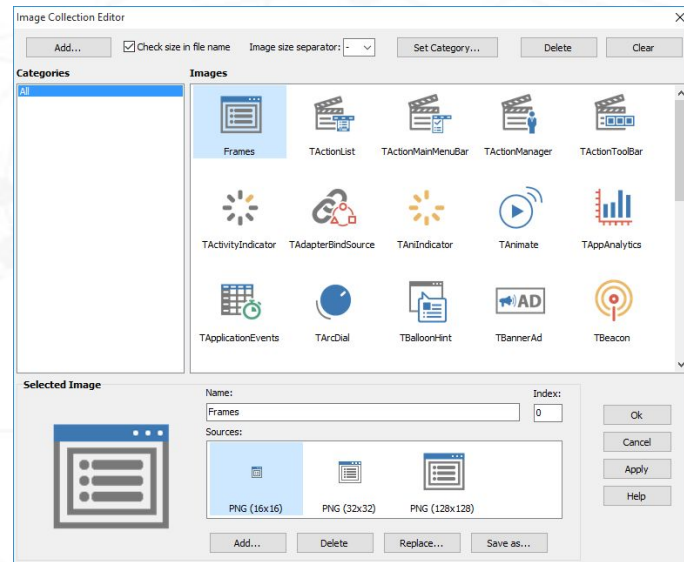 Image Collection Editor
Add... Check size in file name Image size separator: - Set Category... Delete Clear
Categories Images
All
Frames TActionList TActionMainMenuBar TActionManager TActionToolBar
TActivityIndicator TAdapterBindSource TAniIndicator TAnimate TAppAnalytics
AD
TApplicationEvents TArcDial TBalloonHint TBannerAd TBeacon
Selected Image
Name: Index:
Frames 0
Sources:
PNG (16x16) PNG (32x32) PNG (128x128)
Ok
Cancel
Apply
Help
Add... Delete Replace... Save as...